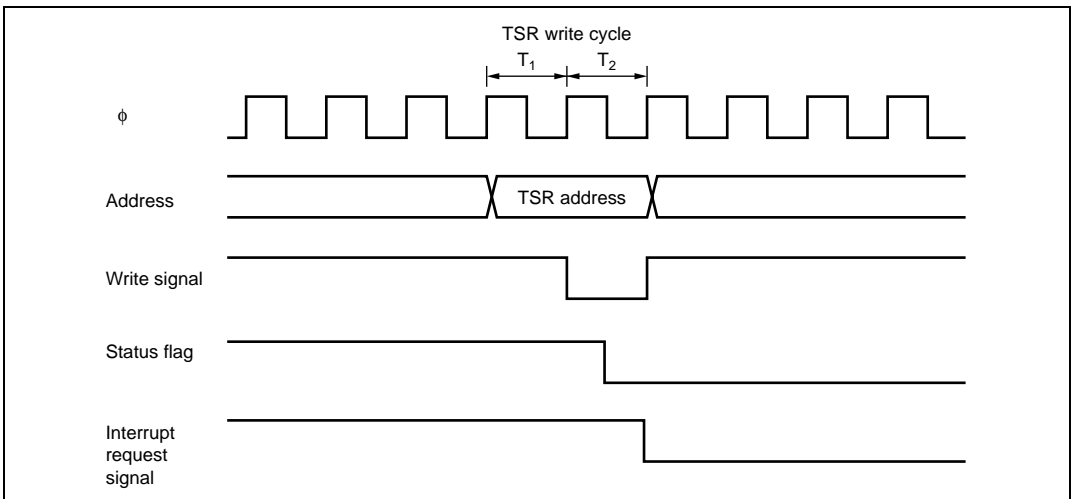 TSR write cycle
T₁ T₂
ϕ
Address
TSR address
Write signal
Status flag
Interrupt
request
signal